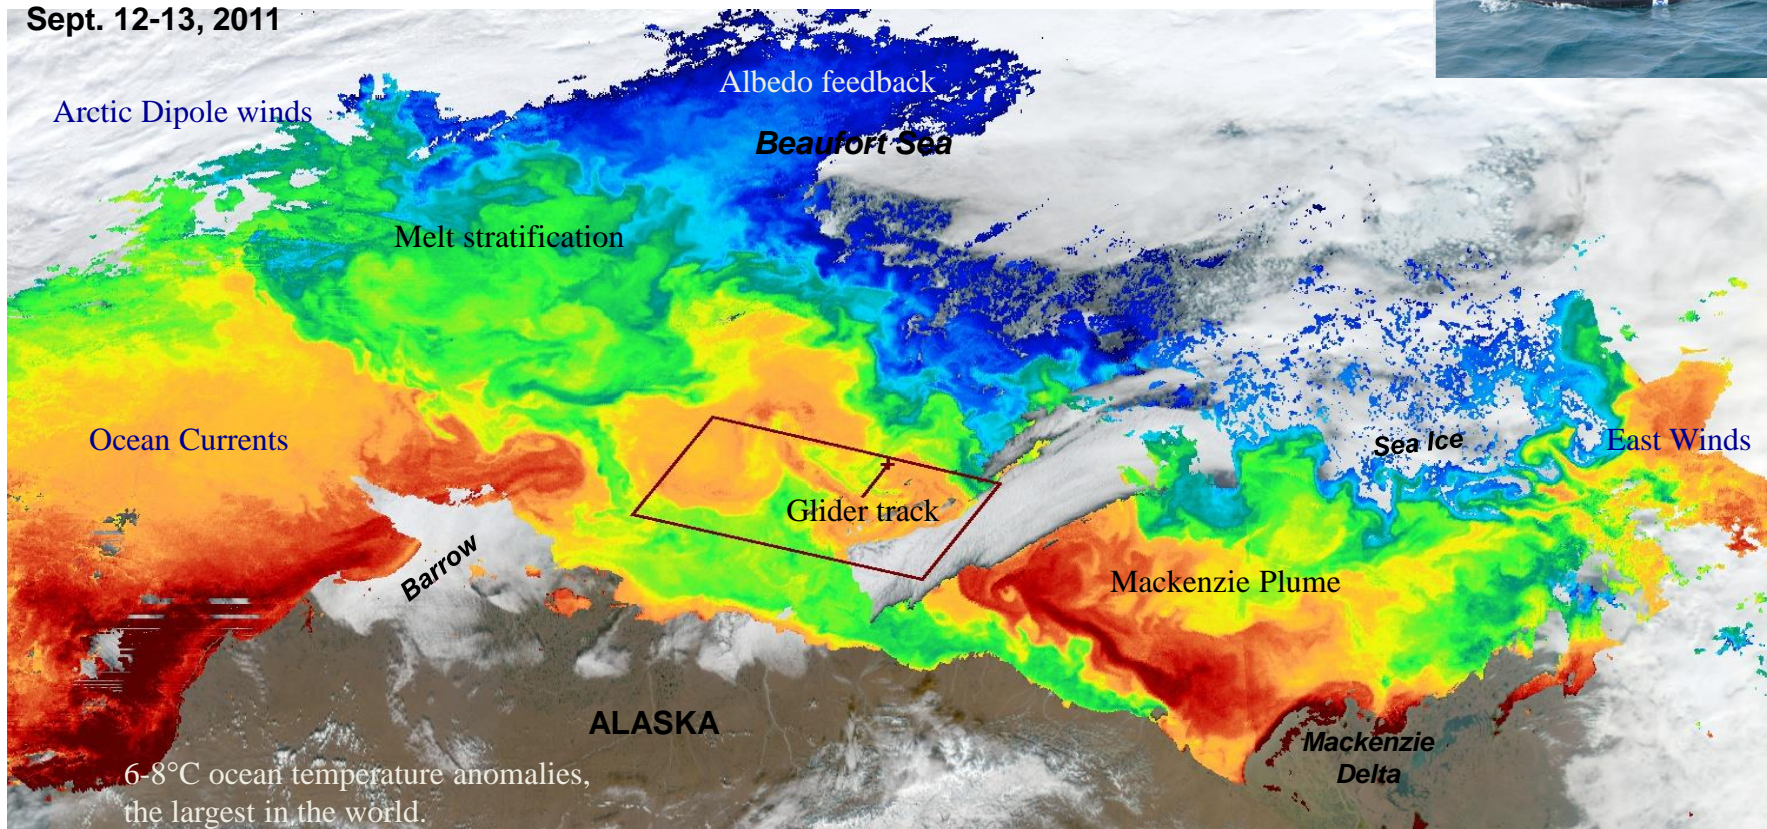 Sept. 12-13, 2011
Albedo feedback
Arctic Dipole winds
Beaufort Sea
Melt stratification
Ocean Currents
Sea Ice
East Winds
Glider track
Barrow
Mackenzie Plume
ALASKA
Mackenzie
Delta
6-8°C ocean temperature anomalies,
the largest in the world.